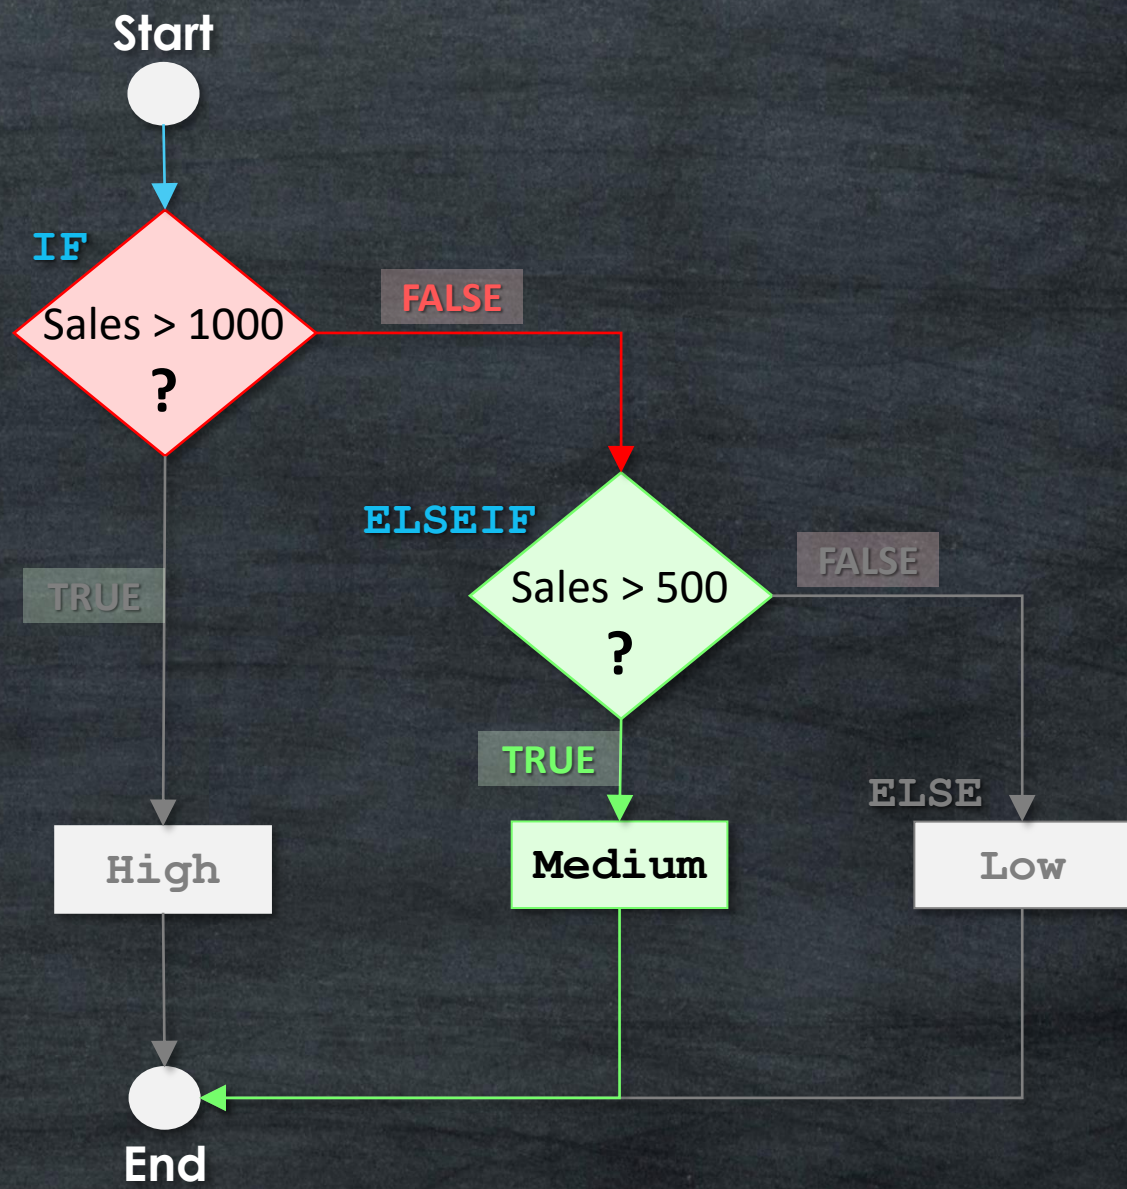 Start
IF
FALSE
Sales > 1000
?
ELSEIF
FALSE
Sales > 500
?
TRUE
TRUE
ELSE
High
Medium
Low
End